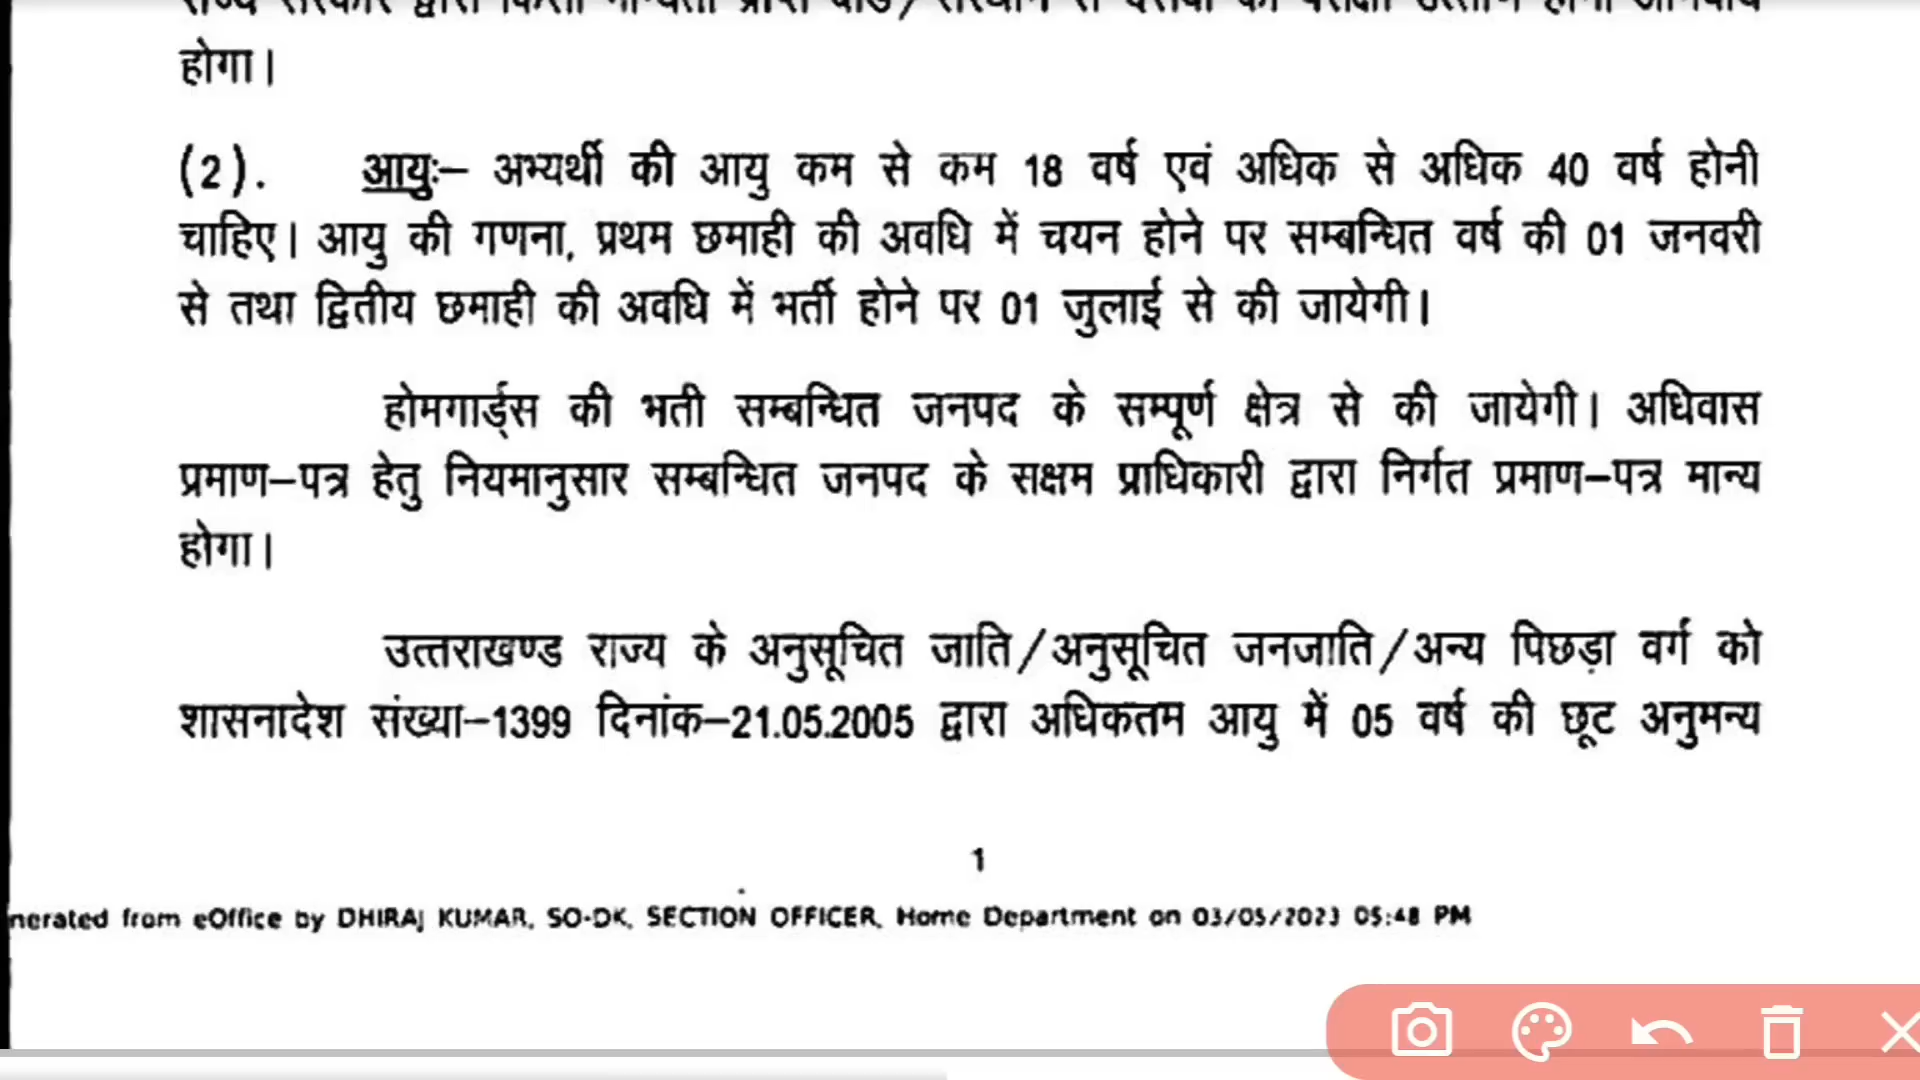 होगा।
(2). आयुः– अभ्यर्थी की आयु कम से कम 18 वर्ष एवं अधिक से अधिक 40 वर्ष होनी
चाहिए। आयु की गणना, प्रथम छमाही की अवधि में चयन होने पर सम्बन्धित वर्ष की 01 जनवरी
से तथा द्वितीय छमाही की अवधि में भर्ती होने पर 01 जुलाई से की जायेगी।
होमगार्ड्स की भर्ती सम्बन्धित जनपद के सम्पूर्ण क्षेत्र से की जायेगी। अधिवास
प्रमाण–पत्र हेतु नियमानुसार सम्बन्धित जनपद के सक्षम प्राधिकारी द्वारा निर्गत प्रमाण–पत्र मान्य
होगा।
उत्तराखण्ड राज्य के अनुसूचित जाति/अनुसूचित जनजाति/अन्य पिछड़ा वर्ग को
शासनादेश संख्या–1399 दिनांक–21.05.2005 द्वारा अधिकतम आयु में 05 वर्ष की छूट अनुमन्य
1
nerated from eOffice by DHIRAJ KUMAR, SO-DK, SECTION OFFICER, Home Department on 03/05/2023 05:48 PM